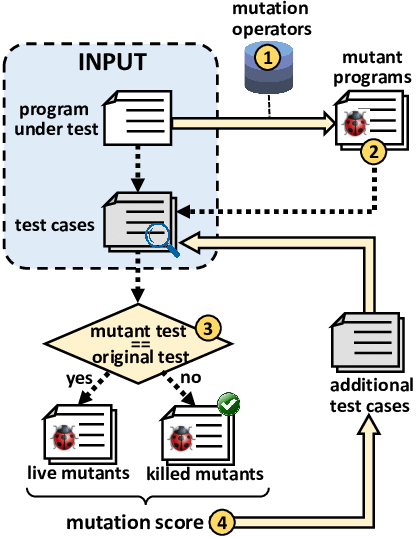 mutation
operators
1
INPUT
mutant
programs
program
under test
2
test cases
mutant test
3
==
original test
yes
no
additional
test cases
live mutants
killed mutants
mutation score
4